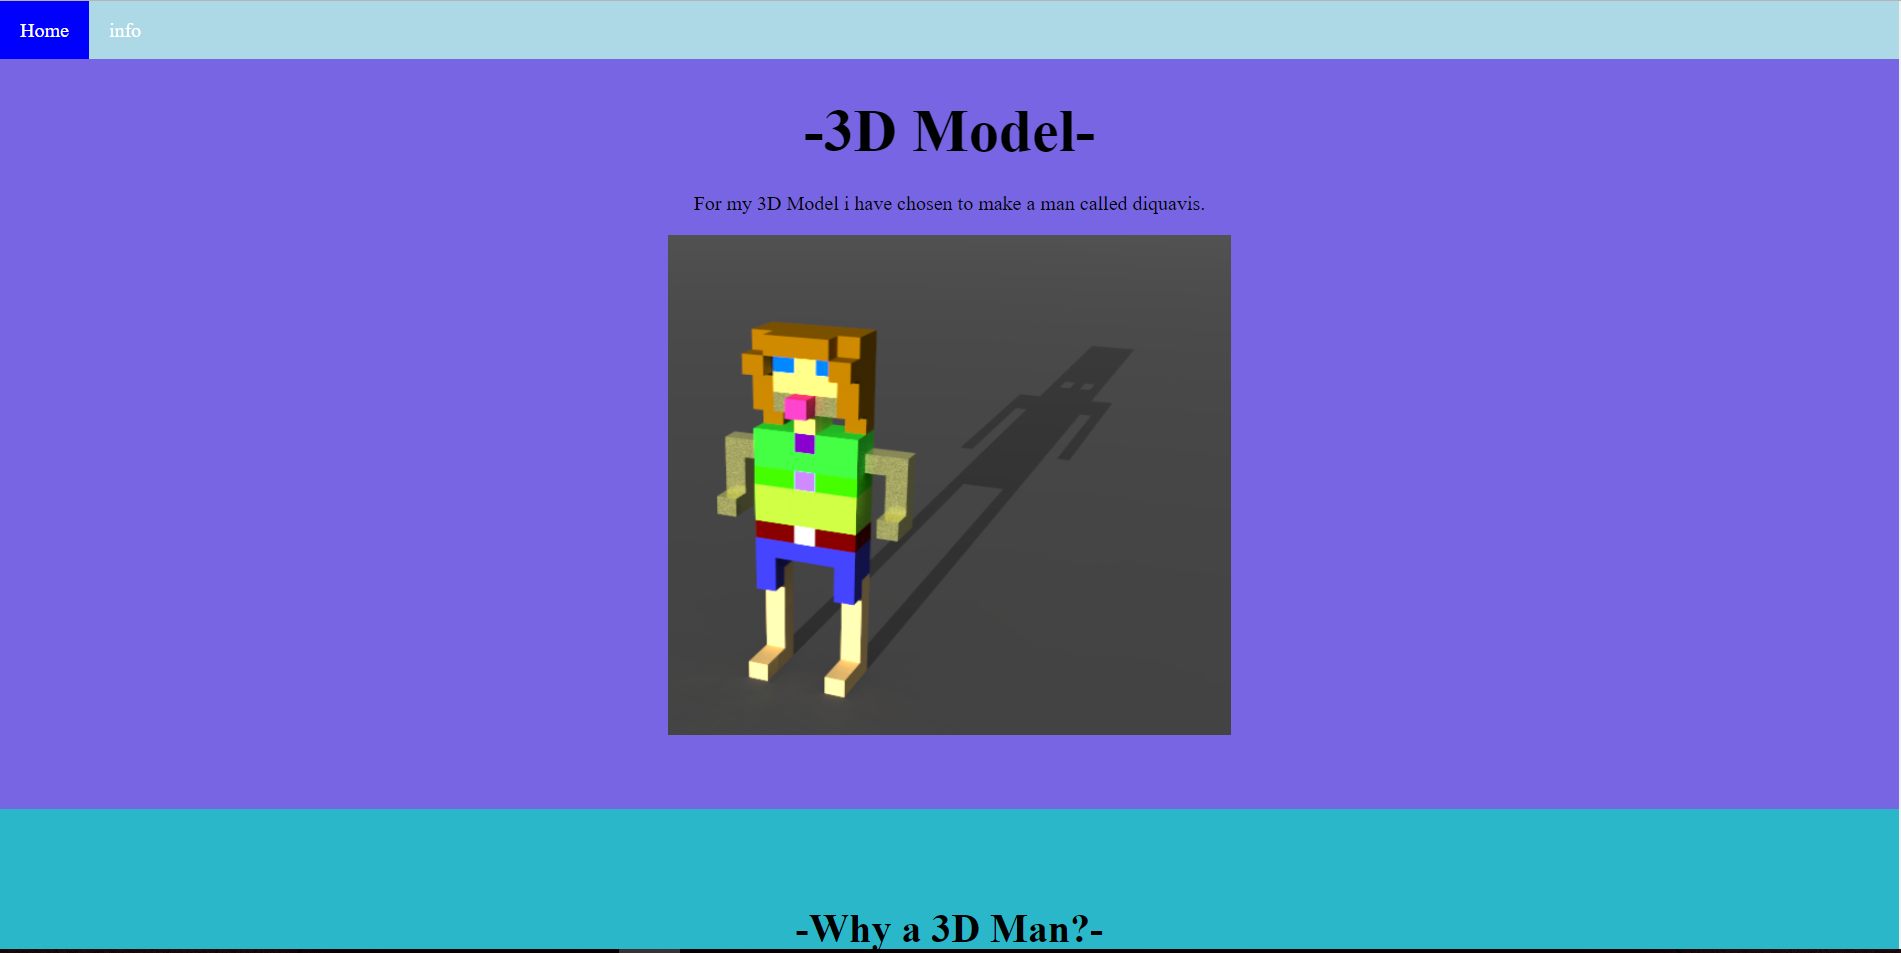 Home info
-3D Model-
For my 3D Model i have chosen to make a man called diquavis.
-Why a 3D Man?-